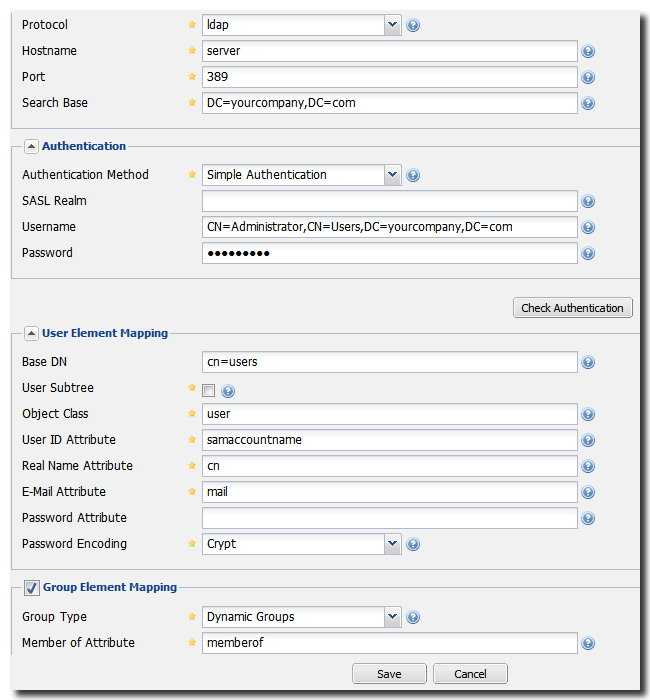 Protocol ldap
Hostname server
Port 389
Search Base DC=yourcompany,DC=com
Authentication
Authentication Method Simple Authentication
SASL Realm
Username CN=Administrator,CN=Users,DC=yourcompany,DC=com
Password ●●●●●●●●●
Check Authentication
User Element Mapping
Base DN cn=users
User Subtree
Object Class user
User ID Attribute samaccountname
Real Name Attribute cn
E-Mail Attribute mail
Password Attribute
Password Encoding Crypt
Group Element Mapping
Group Type Dynamic Groups
Member of Attribute memberof
Save Cancel